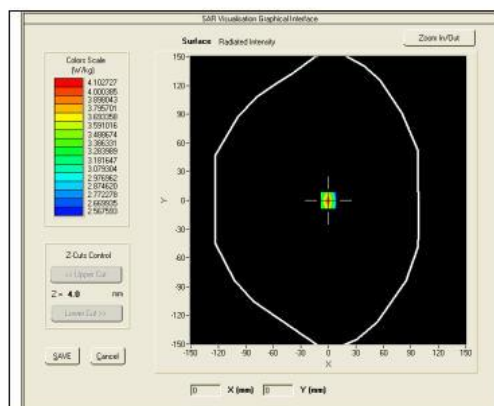 SAR Visualisation Graphical Interface
Surface Radiated Intensity
Zoom In/Out
Colors Scale
(W/kg)
4.102727
4.000385
3.898043
3.795701
3.693358
3.591016
3.488674
3.386331
3.283989
3.181647
3.079304
2.976962
2.874620
2.772278
2.669935
2.567593
Z-Cuts Control
<< Upper Cut
Z = 4.0 mm
Lower Cut >>
SAVE
Cancel
150
120
90
60
30
0
-30
-60
-90
-120
-150
Y
-150 -120 -90 -60 -30 0 30 60 90 120 150
X
0 X (mm) 0 Y (mm)